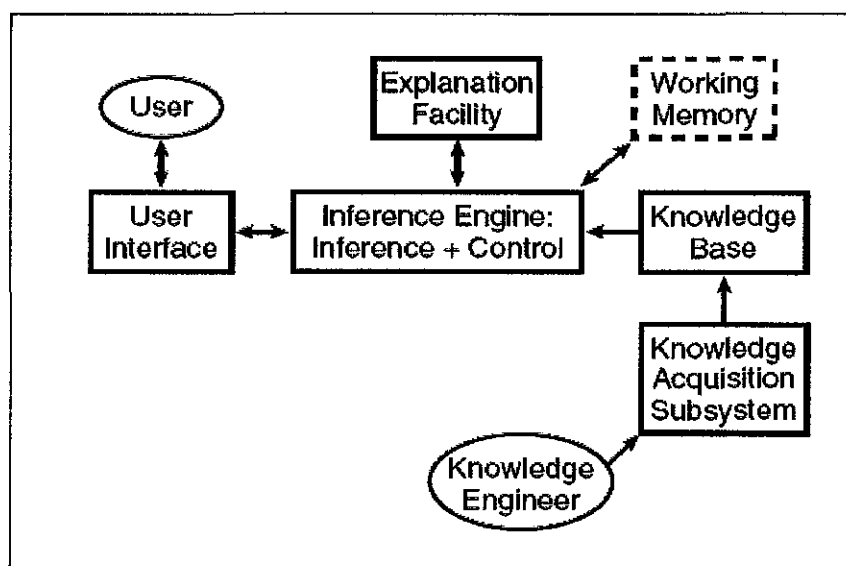 User
Explanation
Facility
Working
Memory
User
Interface
Inference Engine:
Inference + Control
Knowledge
Base
Knowledge
Acquisition
Subsystem
Knowledge
Engineer